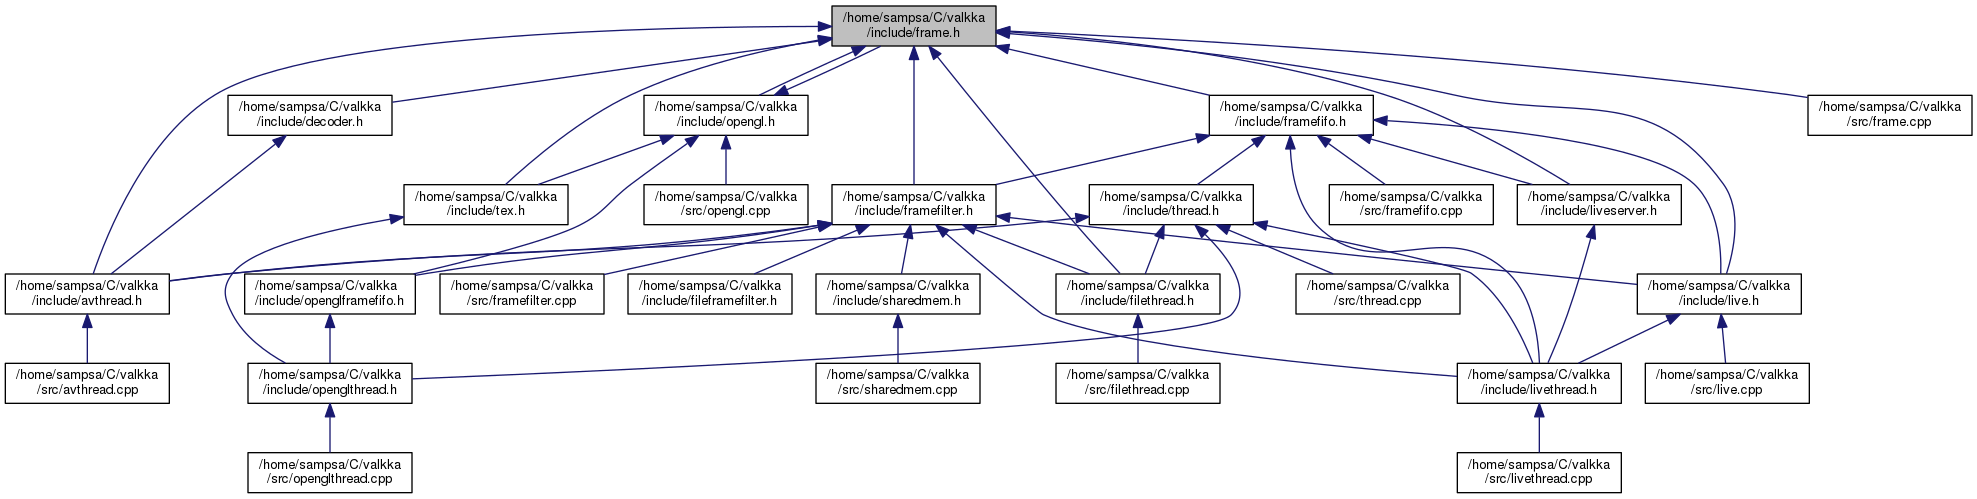 /home/sampsa/C/valkka
/include/frame.h
/home/sampsa/C/valkka
/include/decoder.h
/home/sampsa/C/valkka
/include/opengl.h
/home/sampsa/C/valkka
/include/framefifo.h
/home/sampsa/C/valkka
/src/frame.cpp
/home/sampsa/C/valkka
/include/tex.h
/home/sampsa/C/valkka
/src/opengl.cpp
/home/sampsa/C/valkka
/include/framefilter.h
/home/sampsa/C/valkka
/include/thread.h
/home/sampsa/C/valkka
/src/framefifo.cpp
/home/sampsa/C/valkka
/include/liveserver.h
/home/sampsa/C/valkka
/include/avthread.h
/home/sampsa/C/valkka
/include/openglframefifo.h
/home/sampsa/C/valkka
/src/framefilter.cpp
/home/sampsa/C/valkka
/include/fileframefilter.h
/home/sampsa/C/valkka
/include/sharedmem.h
/home/sampsa/C/valkka
/include/filethread.h
/home/sampsa/C/valkka
/src/thread.cpp
/home/sampsa/C/valkka
/include/live.h
/home/sampsa/C/valkka
/src/avthread.cpp
/home/sampsa/C/valkka
/include/openglthread.h
/home/sampsa/C/valkka
/src/sharedmem.cpp
/home/sampsa/C/valkka
/src/filethread.cpp
/home/sampsa/C/valkka
/include/livethread.h
/home/sampsa/C/valkka
/src/live.cpp
/home/sampsa/C/valkka
/src/openglthread.cpp
/home/sampsa/C/valkka
/src/livethread.cpp